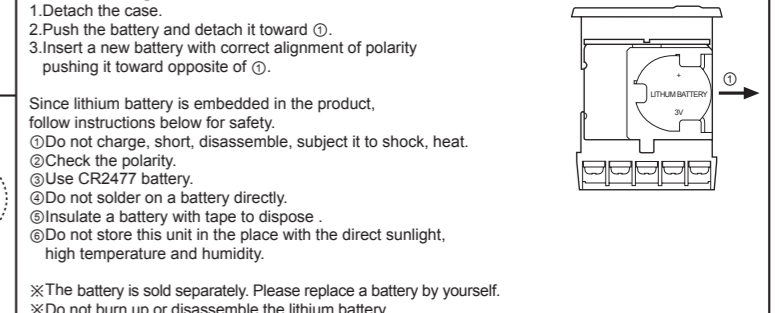 1.Detach the case.
2.Push the battery and detach it toward ①.
3.Insert a new battery with correct alignment of polarity
pushing it toward opposite of ①.
Since lithium battery is embedded in the product,
follow instructions below for safety.
①Do not charge, short, disassemble, subject it to shock, heat.
②Check the polarity.
③Use CR2477 battery.
④Do not solder on a battery directly.
⑤Insulate a battery with tape to dispose .
⑥Do not store this unit in the place with the direct sunlight,
high temperature and humidity.
※The battery is sold separately. Please replace a battery by yourself.
※Do not burn up or disassemble the lithium battery.
+
LITHUM BATTERY
3V
①